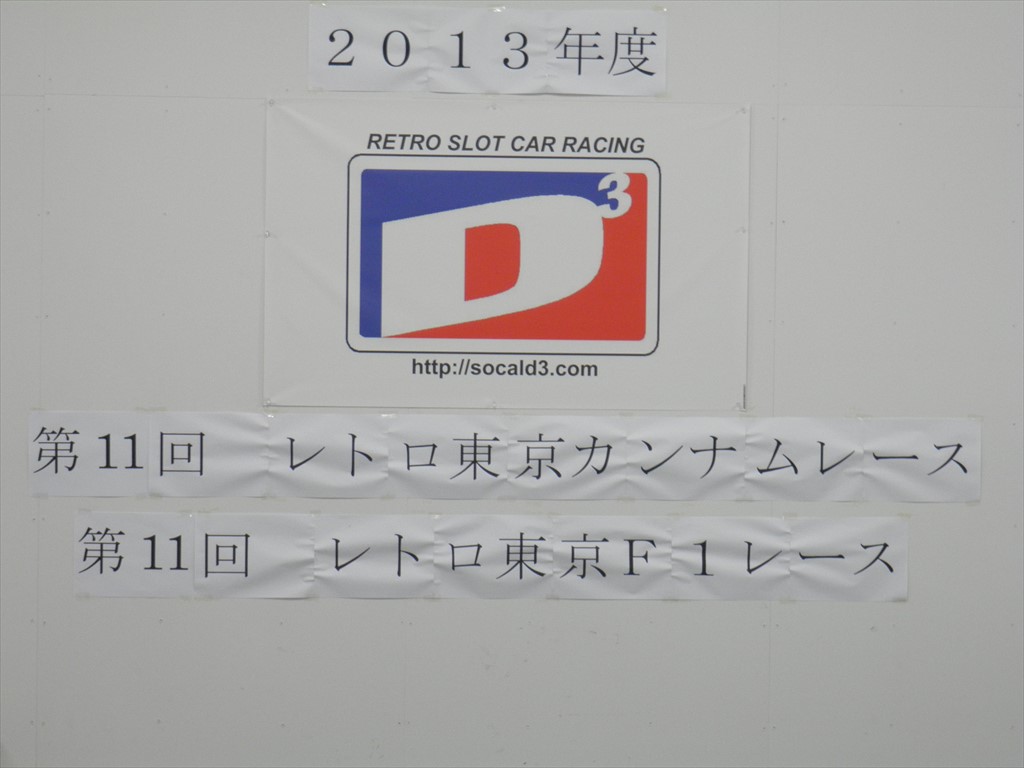 ２０１３年度
RETRO SLOT CAR RACING
D3
http://socald3.com
第11回　レトロ東京カンナムレース
第11回　レトロ東京Ｆ１レース